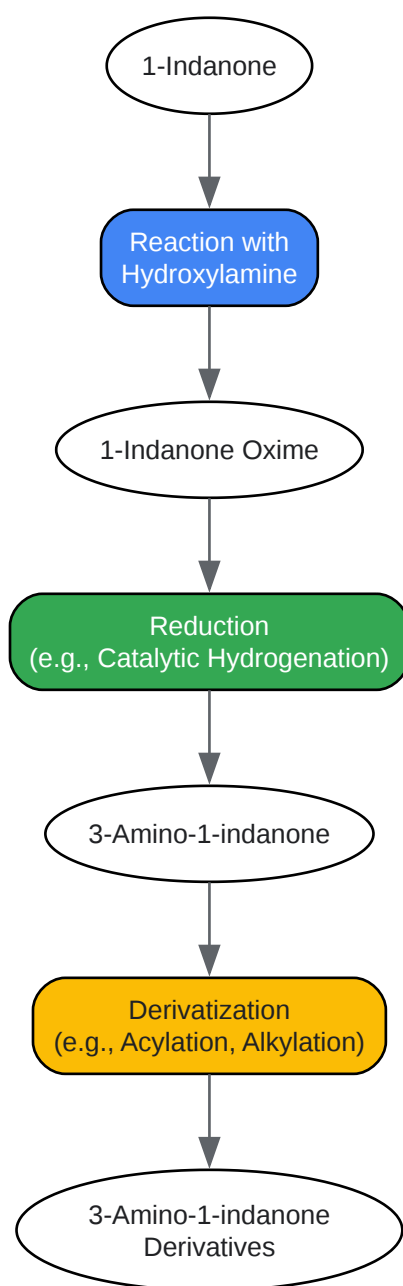 1-Indanone
Reaction with
Hydroxylamine
1-Indanone Oxime
Reduction
(e.g., Catalytic Hydrogenation)
3-Amino-1-indanone
Derivatization
(e.g., Acylation, Alkylation)
3-Amino-1-indanone
Derivatives